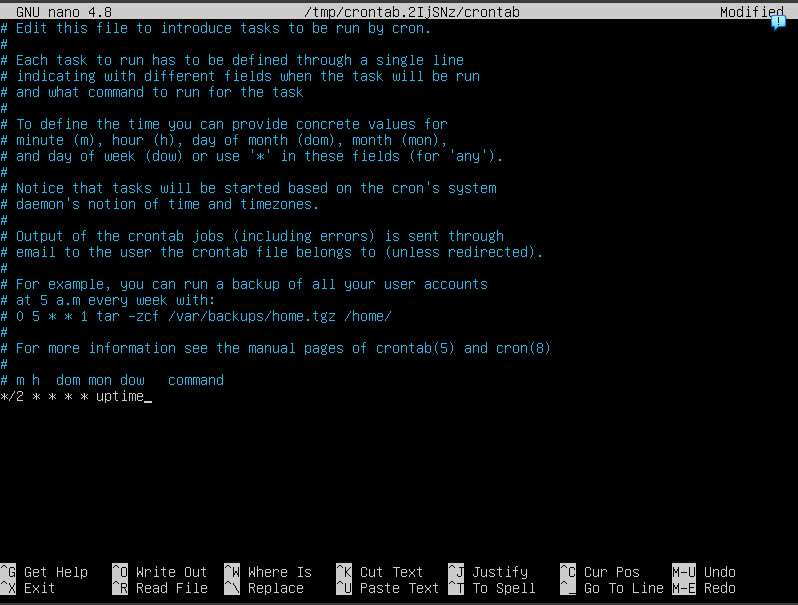 GNU nano 4.8 /tmp/crontab.2IjSNz/crontab Modified
# Edit this file to introduce tasks to be run by cron.
#
# Each task to run has to be defined through a single line
# indicating with different fields when the task will be run
# and what command to run for the task
#
# To define the time you can provide concrete values for
# minute (m), hour (h), day of month (dom), month (mon),
# and day of week (dow) or use '*' in these fields (for 'any').
#
# Notice that tasks will be started based on the cron's system
# daemon's notion of time and timezones.
#
# Output of the crontab jobs (including errors) is sent through
# email to the user the crontab file belongs to (unless redirected).
#
# For example, you can run a backup of all your user accounts
# at 5 a.m every week with:
# 0 5 * * 1 tar -zcf /var/backups/home.tgz /home/
#
# For more information see the manual pages of crontab(5) and cron(8)
#
# m h  dom mon dow   command
*/2 * * * * uptime_
^G Get Help ^O Write Out ^W Where Is ^K Cut Text ^J Justify ^C Cur Pos M-U Undo
^X Exit ^R Read File ^\ Replace ^U Paste Text ^T To Spell ^_ Go To Line M-E Redo